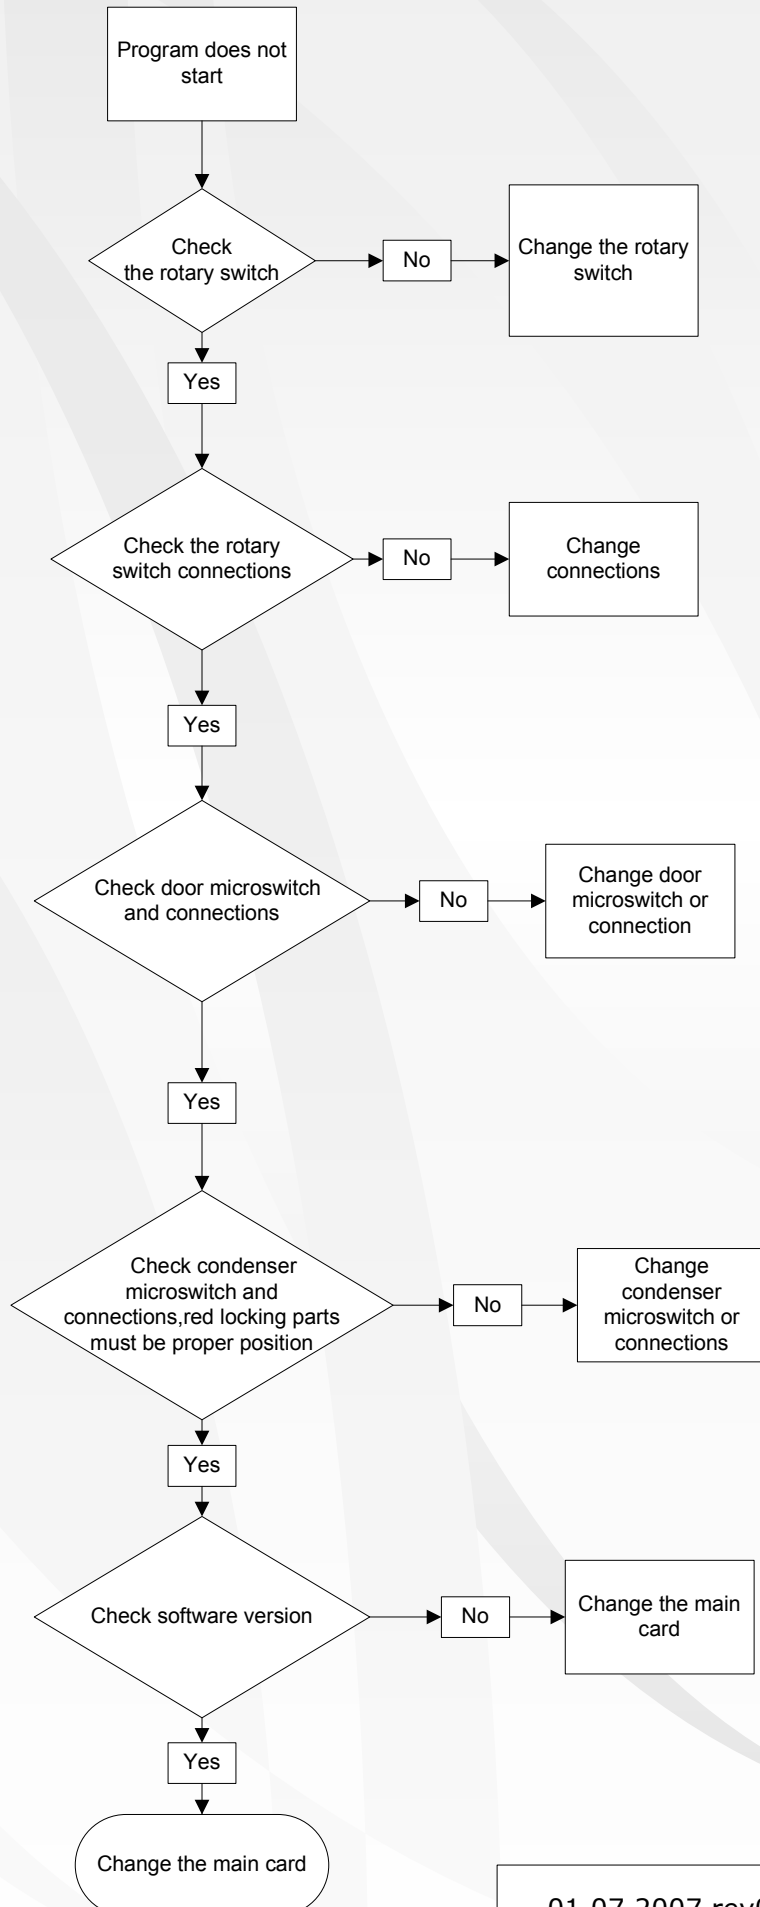 Program does not
start
Check
the rotary switch
No
Change the rotary
switch
Yes
Check the rotary
switch connections
No
Change
connections
Yes
Check door microswitch
and connections
No
Change door
microswitch or
connection
Yes
Check condenser
microswitch and
connections,red locking parts
must be proper position
No
Change
condenser
microswitch or
connections
Yes
Check software version
No
Change the main
card
Yes
Change the main card
01.07.2007